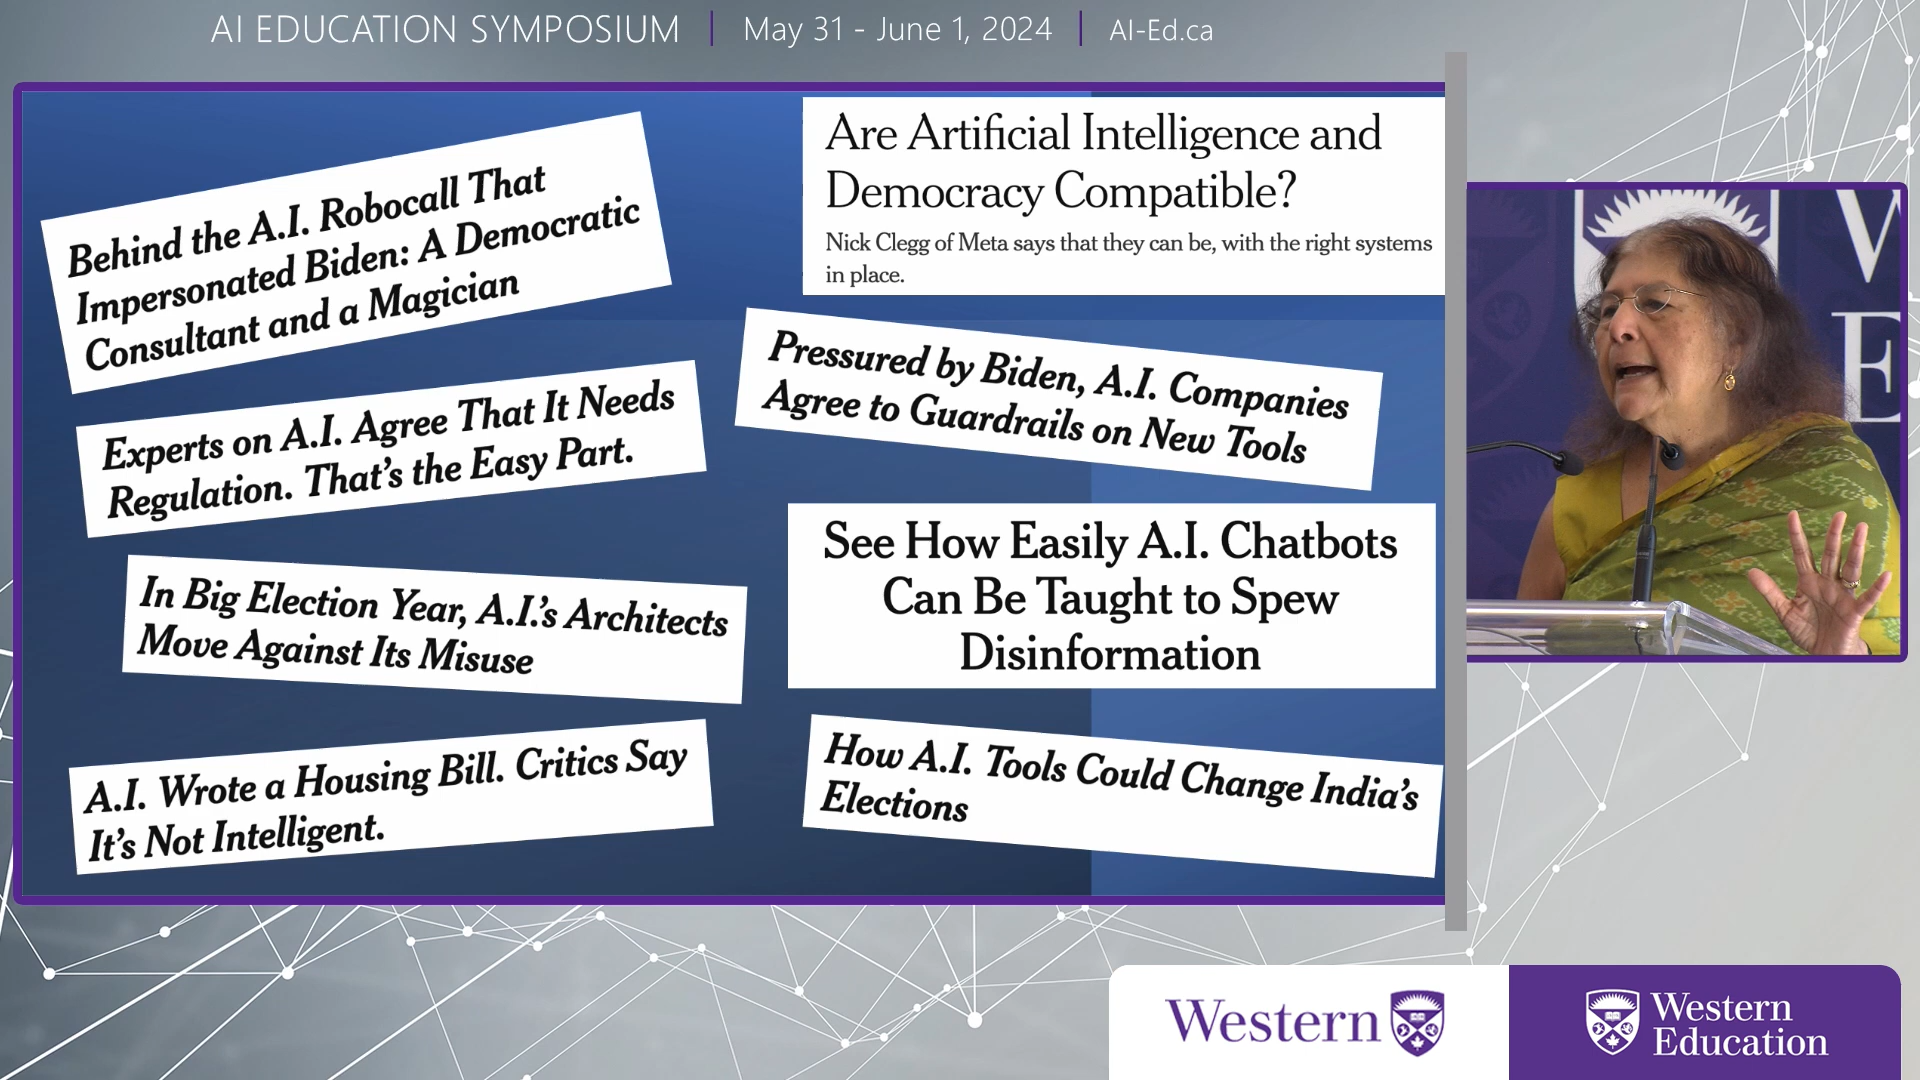 AI EDUCATION SYMPOSIUM | May 31 - June 1, 2024 | AI-Ed.ca
Behind the A.I. Robocall That
Impersonated Biden: A Democratic
Consultant and a Magician
Are Artificial Intelligence and
Democracy Compatible?
Nick Clegg of Meta says that they can be, with the right systems
in place.
Experts on A.I. Agree That It Needs
Regulation. That's the Easy Part.
Pressured by Biden, A.I. Companies
Agree to Guardrails on New Tools
In Big Election Year, A.I.'s Architects
Move Against Its Misuse
See How Easily A.I. Chatbots
Can Be Taught to Spew
Disinformation
A.I. Wrote a Housing Bill. Critics Say
It's Not Intelligent.
How A.I. Tools Could Change India's
Elections
W
E
Western
Western
Education